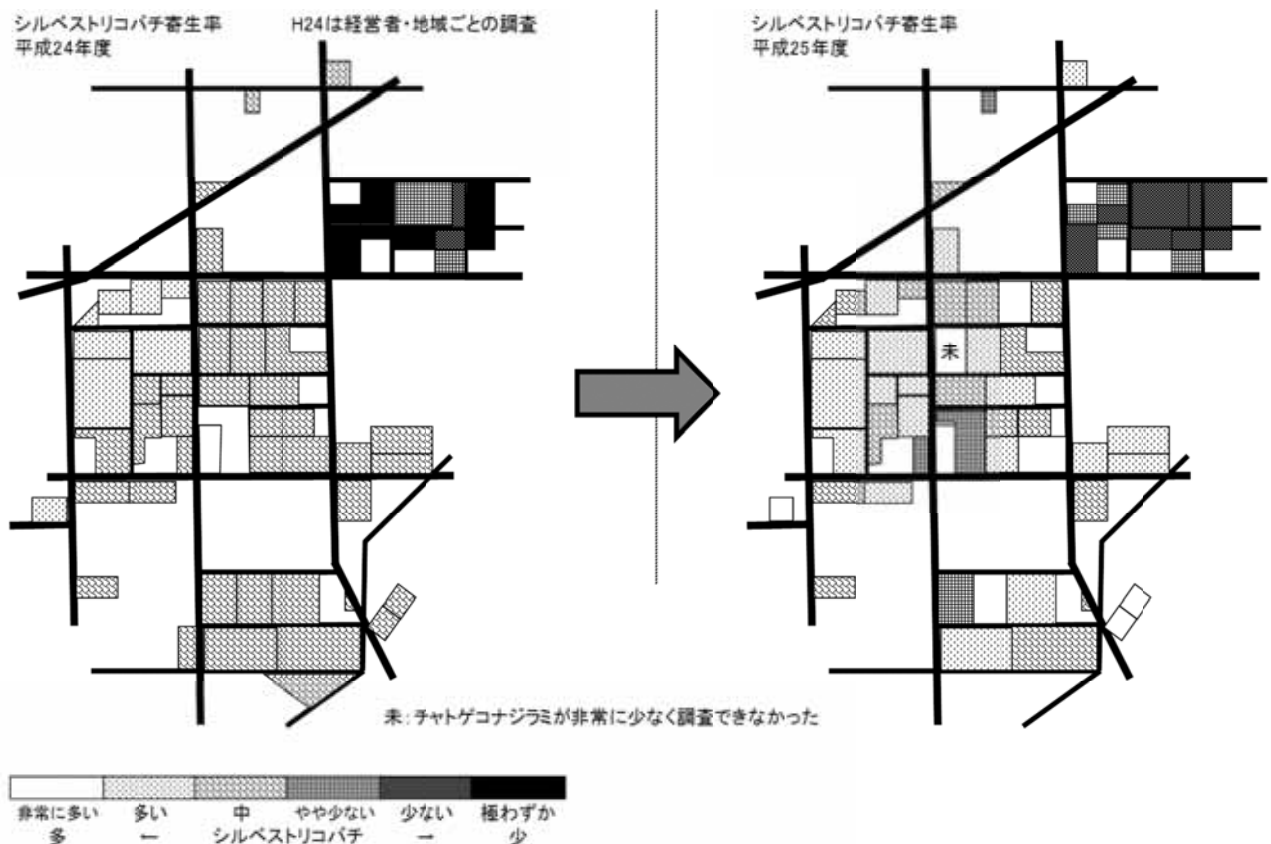 シルベストリコバチ寄生率
平成24年度
H24は経営者・地域ごとの調査
シルベストリコバチ寄生率
平成25年度
未
未:チャトゲコナジラミが非常に少なく調査できなかった
非常に多い 多い 中 やや少ない 少ない 極わずか
多 ← シルベストリコバチ → 少